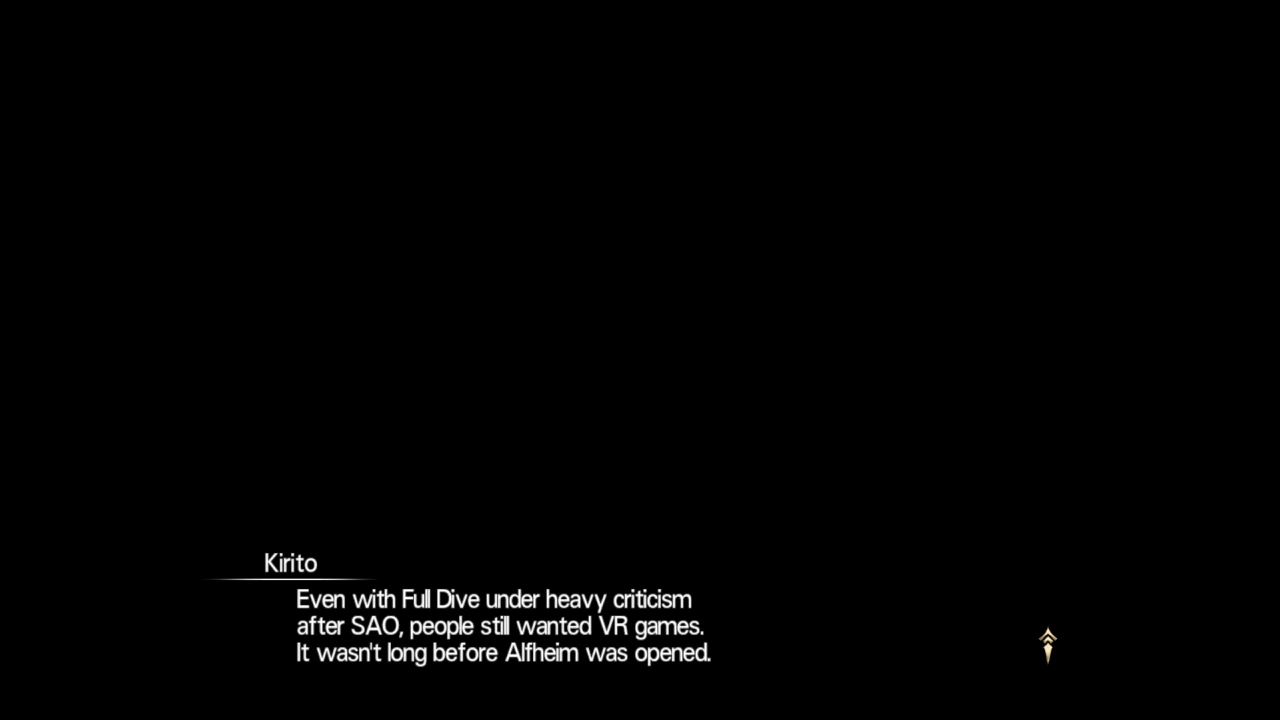 Kirito
Even with Full Dive under heavy criticism
after SAO, people still wanted VR games.
It wasn't long before Alfheim was opened.